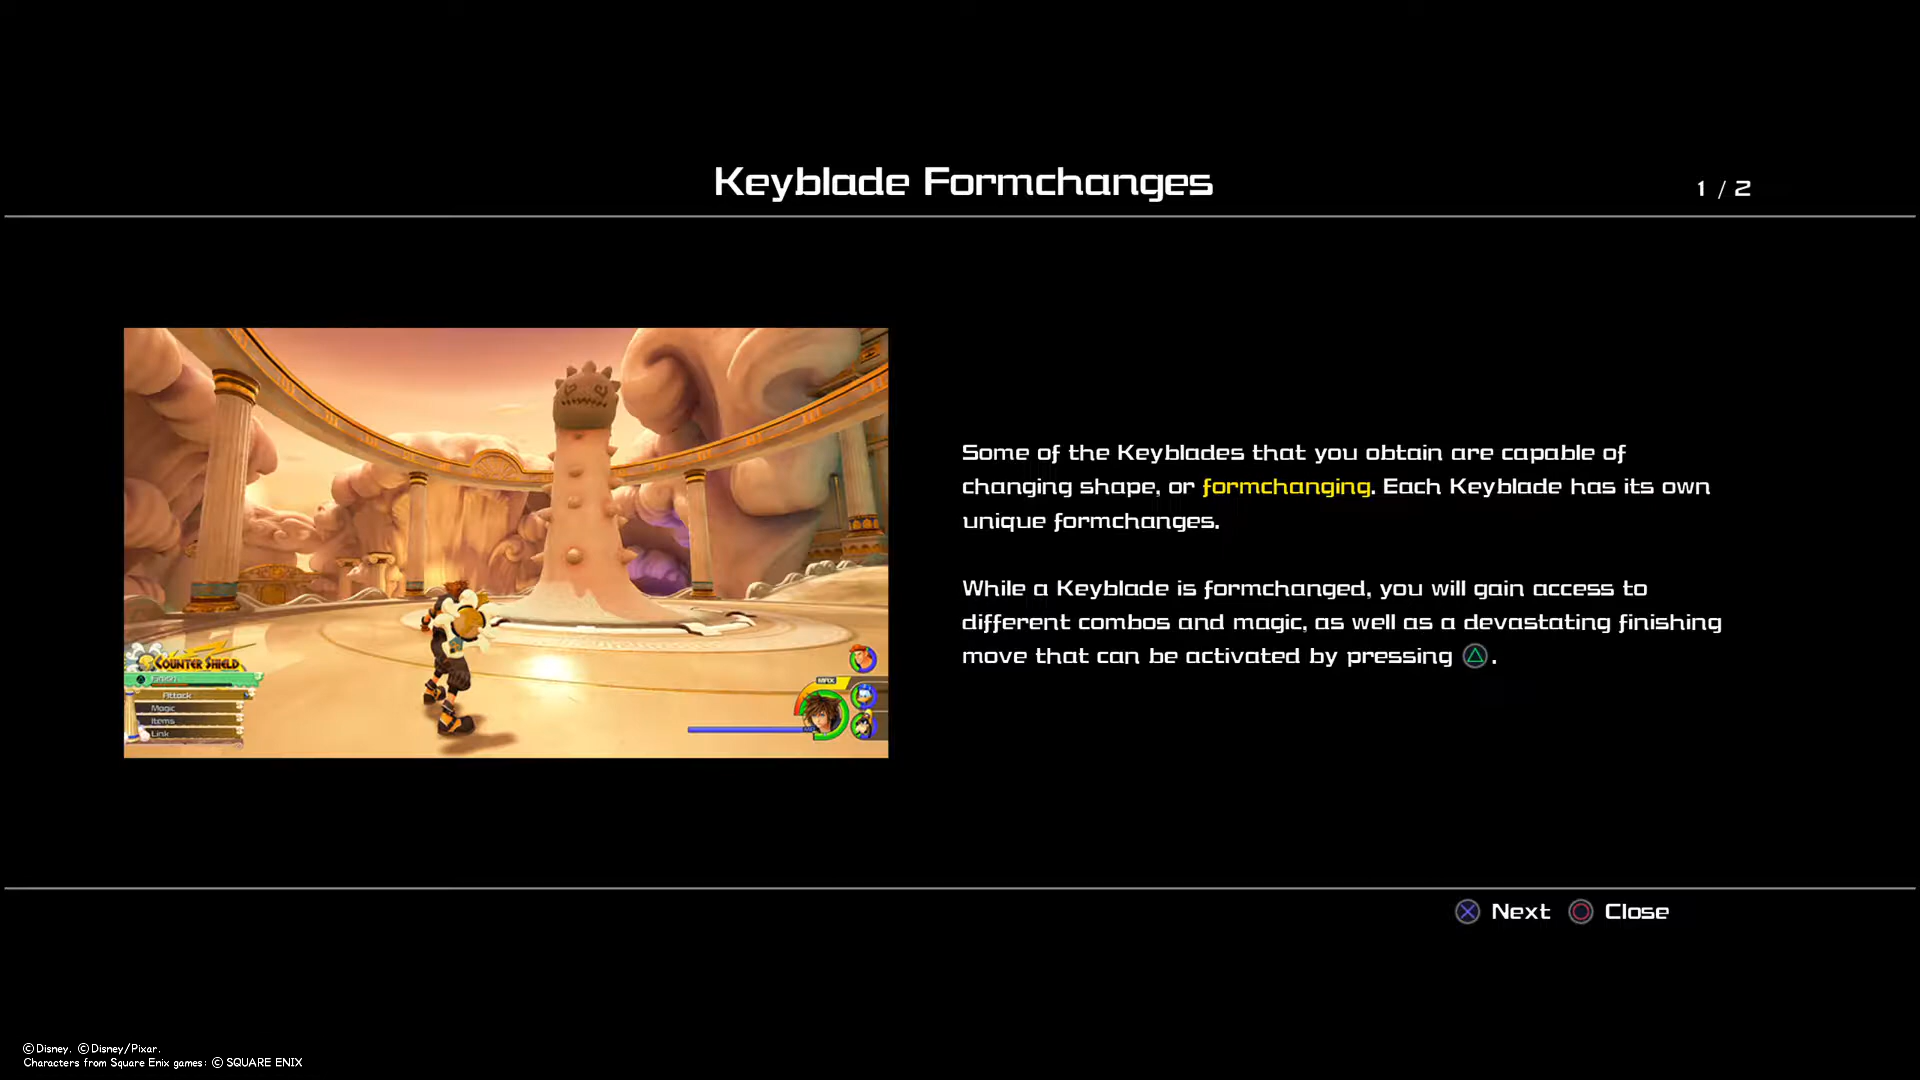 Keyblade Formchanges
1 / 2
Some of the Keyblades that you obtain are capable of
changing shape, or formchanging. Each Keyblade has its own
unique formchanges.
While a Keyblade is formchanged, you will gain access to
different combos and magic, as well as a devastating finishing
move that can be activated by pressing .
COUNTER SHIELD
Finish
Attack
Magic
Items
Link
MAX
Next
Close
©Disney. ©Disney/Pixar.
Characters from Square Enix games: © SQUARE ENIX